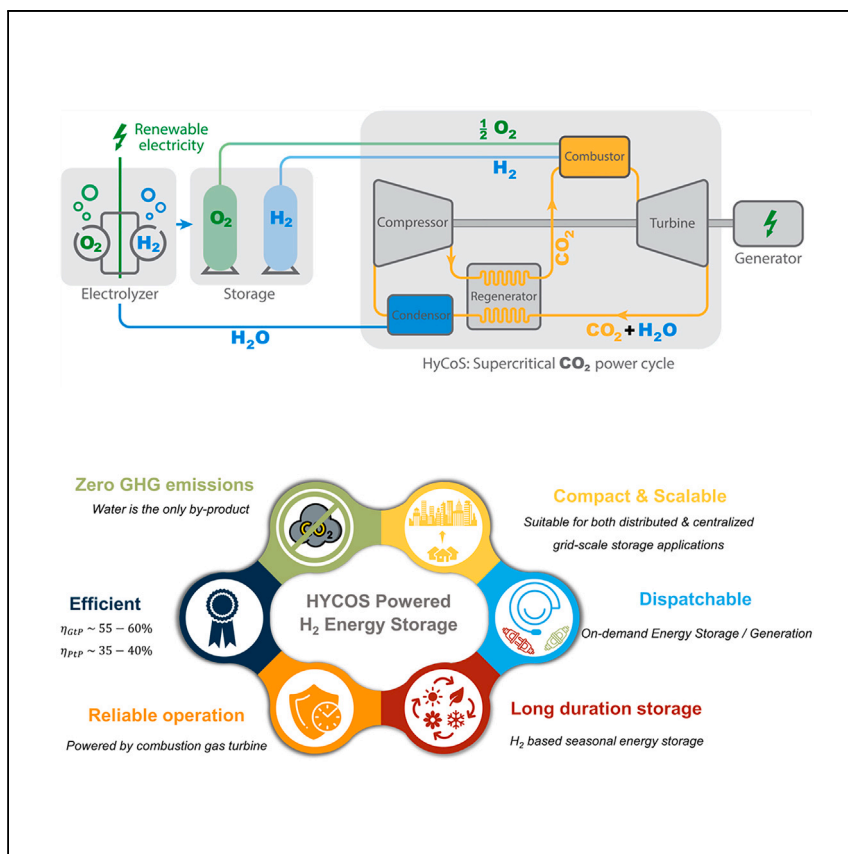 Renewable
electricity
½ O₂
H₂
Combustor
O₂
H₂
O₂
H₂
Compressor
CO₂
Turbine
Generator
Electrolyzer
Storage
Regenerator
Condensor
H₂O
CO₂+H₂O
HyCoS: Supercritical CO₂ power cycle
Zero GHG emissions
Water is the only by-product
CO₂
Compact & Scalable
Suitable for both distributed & centralized
grid-scale storage applications
Efficient
η_GtP ~ 55 – 60%
η_PtP ~ 35 – 40%
HYCOS Powered
H₂ Energy Storage
Dispatchable
On-demand Energy Storage / Generation
Reliable operation
Powered by combustion gas turbine
Long duration storage
H₂ based seasonal energy storage